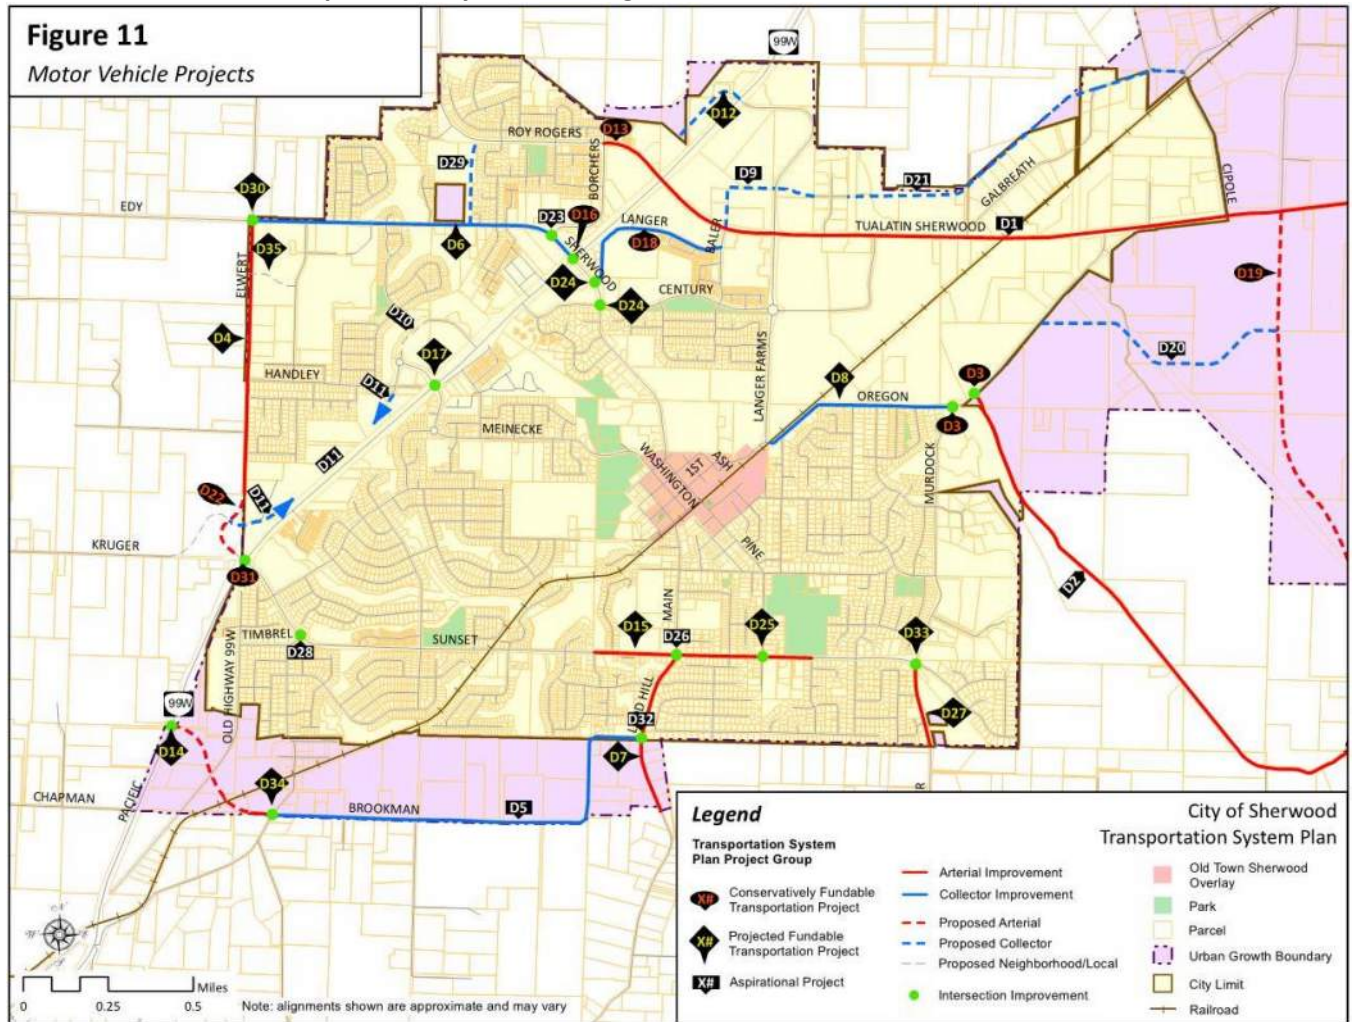 Figure 11
Motor Vehicle Projects
99W
D12
ROY ROGERS
D13
BORCHERS
D29
D9
D21
GALBREATH
CIPOLE
D30
EDY
D23
D16
LANGER
D18
BALER
TUALATIN SHERWOOD
D1
D35
D6
SHERWOOD
ELWERT
D24
CENTURY
D24
D19
D10
D4
D17
LANGER FARMS
D20
HANDLEY
D11
D8
OREGON
D3
D3
MEINECKE
D11
WASHINGTON
1ST
ASH
MURDOCK
D22
D11
KRUGER
PINE
D31
D2
MAIN
TIMBREL
SUNSET
D15
D26
D25
D33
D28
OLD HIGHWAY 99W
HILL
99W
D32
D27
D14
D7
D34
PACIFIC
CHAPMAN
BROOKMAN
D5
R
Legend
City of Sherwood
Transportation System Plan
Transportation System
Plan Project Group
X#
Conservatively Fundable
Transportation Project
X#
Projected Fundable
Transportation Project
X#
Aspirational Project
Arterial Improvement
Collector Improvement
Proposed Arterial
Proposed Collector
Proposed Neighborhood/Local
Intersection Improvement
Old Town Sherwood
Overlay
Park
Parcel
Urban Growth Boundary
City Limit
Railroad
N
W
E
S
0 0.25 0.5 Miles
Note: alignments shown are approximate and may vary